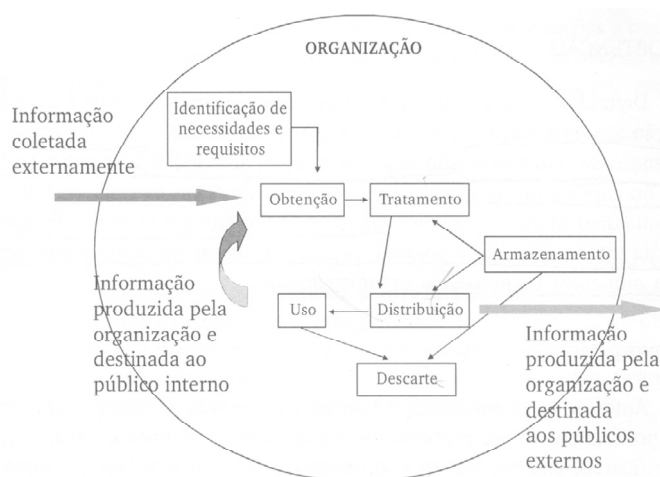 ORGANIZAÇÃO
Identificação de
necessidades e
requisitos
Informação
coletada
externamente
Obtenção
Tratamento
Armazenamento
Informação
produzida pela
organização e
destinada ao
público interno
Uso
Distribuição
Descarte
Informação
produzida pela
organização e
destinada
aos públicos
externos